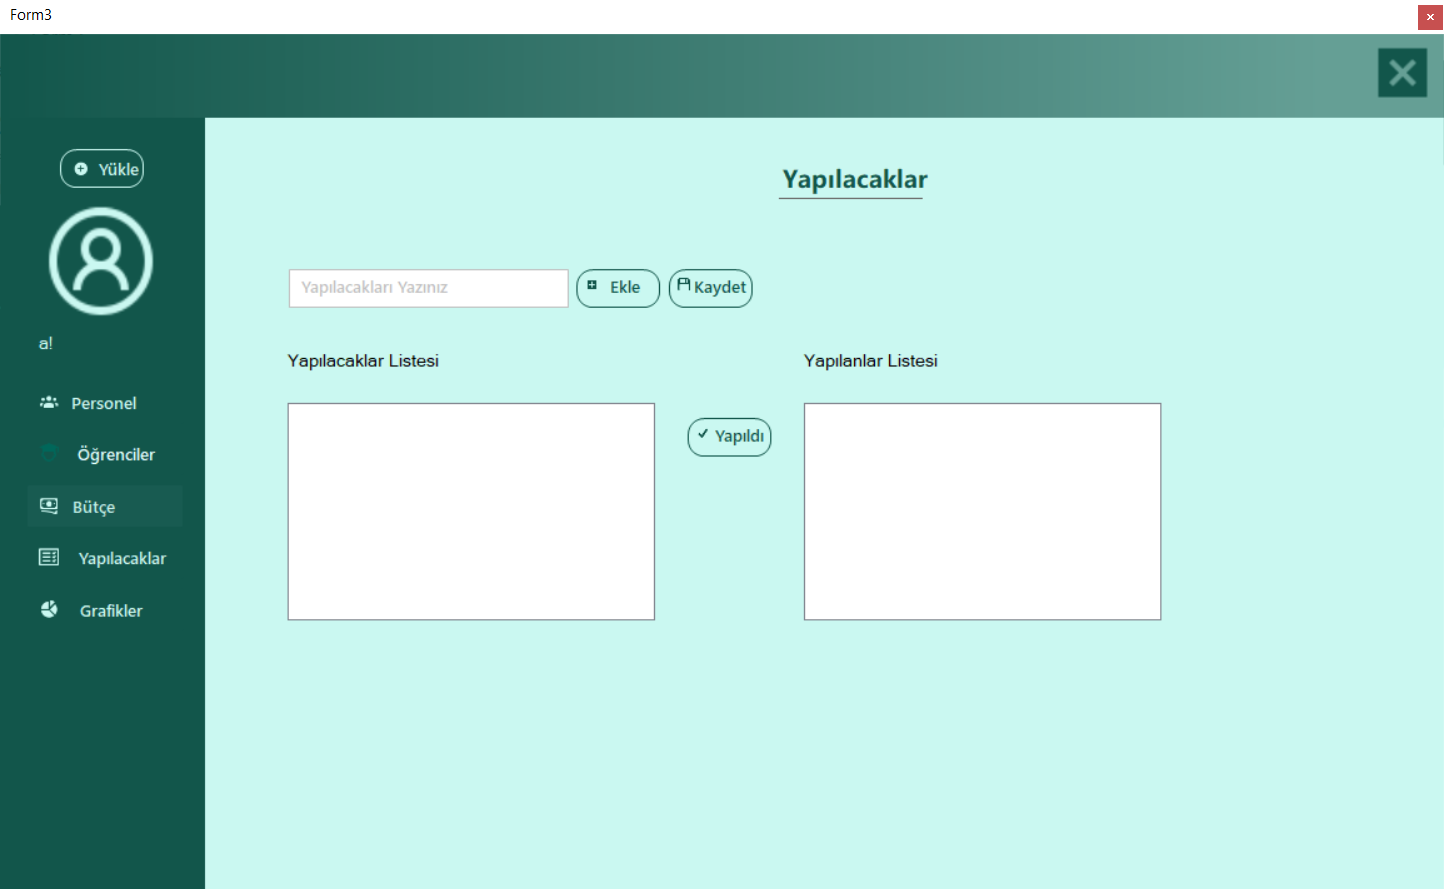 Form3
Yükle
a!
Personel
Öğrenciler
Bütçe
Yapılacaklar
Grafikler
Yapılacaklar
Yapılacakları Yazınız
Ekle
Kaydet
Yapılacaklar Listesi
Yapılanlar Listesi
Yapıldı